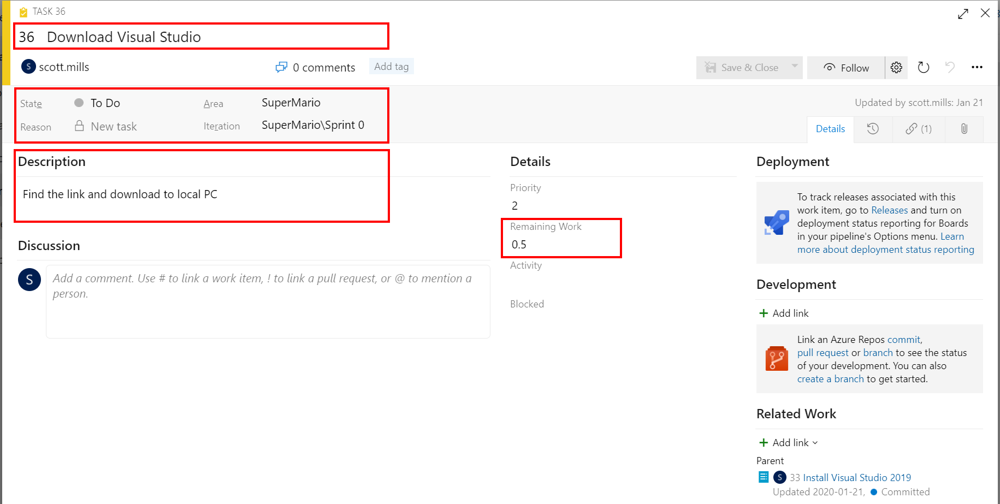 TASK 36
36 Download Visual Studio
S scott.mills
0 comments
Add tag
Save & Close
Follow
State
To Do
Area
SuperMario
Reason
New task
Iteration
SuperMario\Sprint 0
Updated by scott.mills: Jan 21
Details
(1)
Description
Find the link and download to local PC
Discussion
S
Add a comment. Use # to link a work item, ! to link a pull request, or @ to mention a
person.
Details
Priority
2
Remaining Work
0.5
Activity
Blocked
Deployment
To track releases associated with this
work item, go to Releases and turn on
deployment status reporting for Boards
in your pipeline's Options menu. Learn
more about deployment status reporting
Development
+ Add link
Link an Azure Repos commit,
pull request or branch to see the status
of your development. You can also
create a branch to get started.
Related Work
+ Add link
Parent
S 33 Install Visual Studio 2019
Updated 2020-01-21, Committed